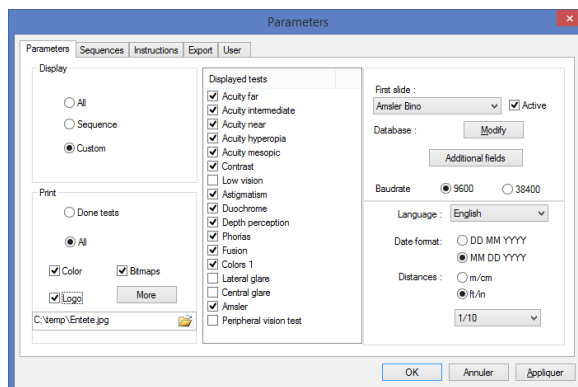 Parameters
Parameters Sequences Instructions Export User
Display
All
Sequence
Custom
Print
Done tests
All
Color Bitmaps
Logo More
C:\temp\Entete.jpg
Displayed tests
Acuity far
Acuity intermediate
Acuity near
Acuity hyperopia
Acuity mesopic
Contrast
Low vision
Astigmatism
Duochrome
Depth perception
Phorias
Fusion
Colors 1
Lateral glare
Central glare
Amsler
Peripheral vision test
First slide :
Amsler Bino Active
Database : Modify
Additional fields
Baudrate 9600 38400
Language : English
Date format: DD MM YYYY
MM DD YYYY
Distances : m/cm
ft/in
1/10
OK Annuler Appliquer